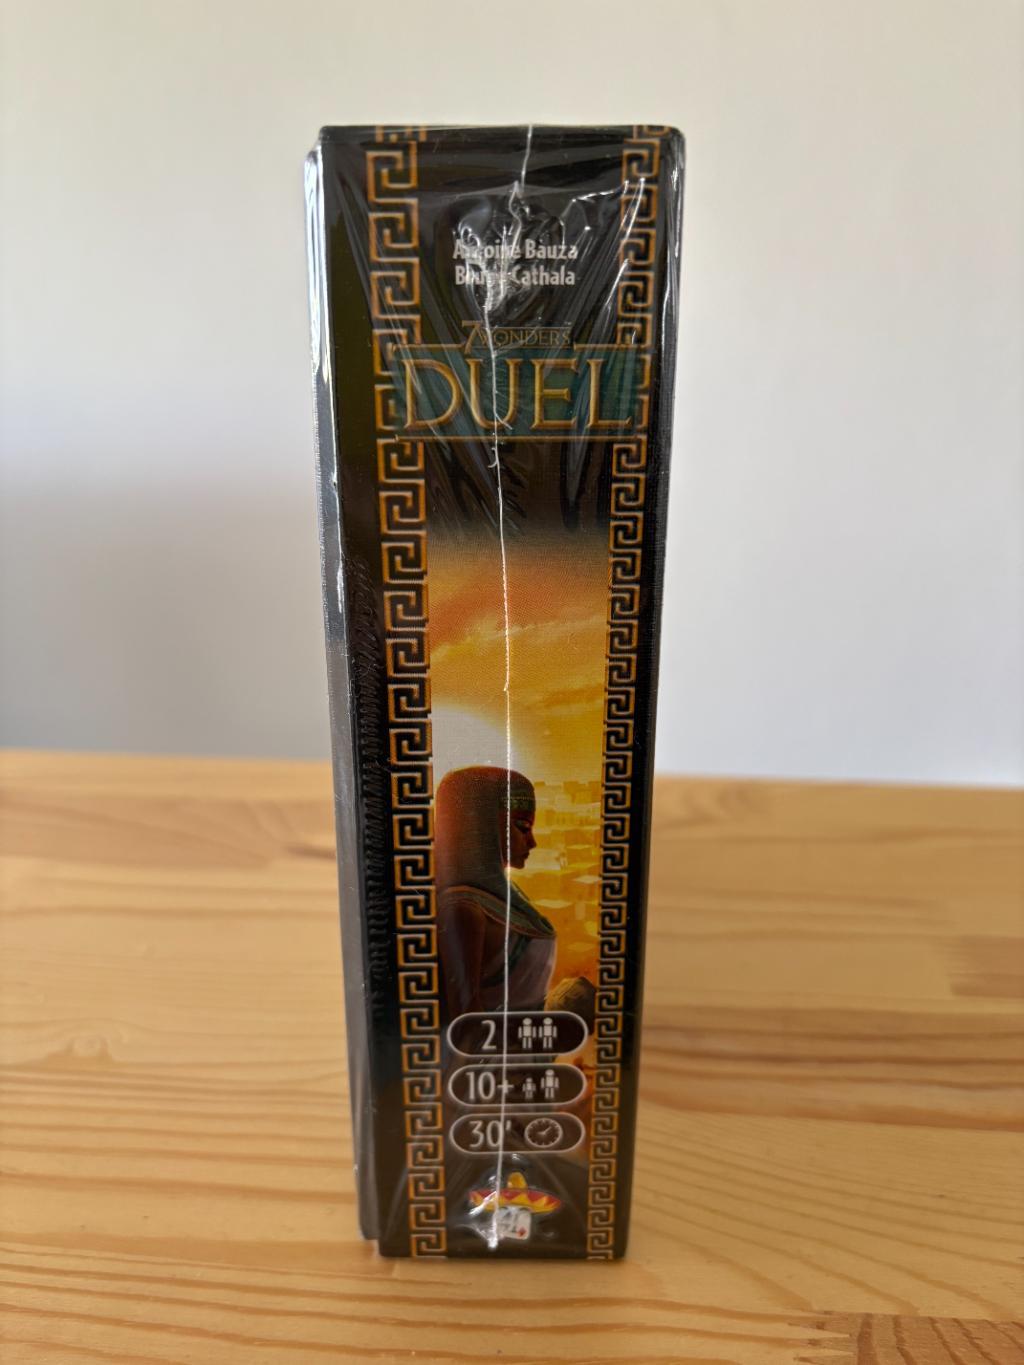 Antoine Bauza
Bruno Cathala
7 WONDERS
DUEL
2
10+
30'